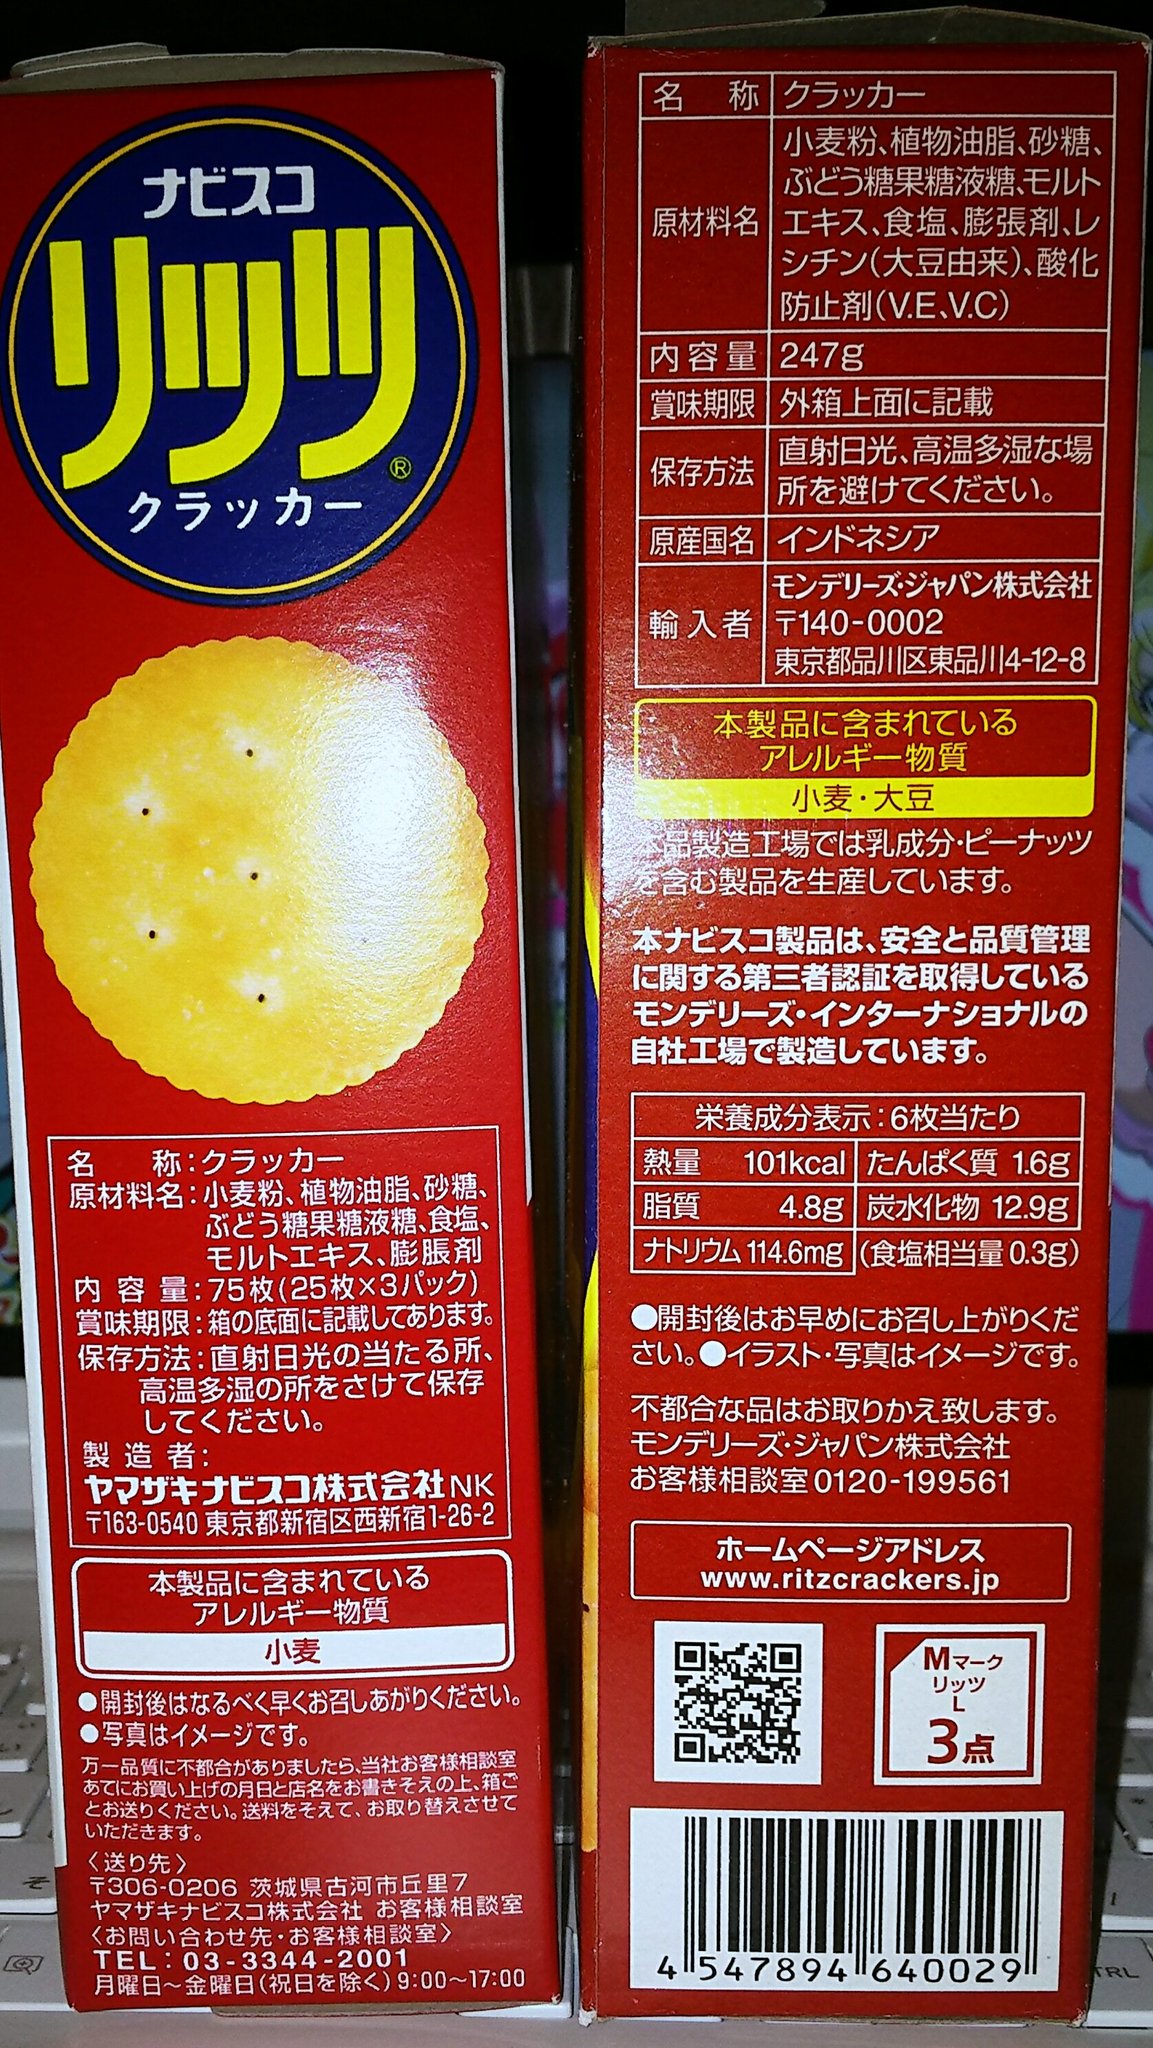 ナビスコ
リッツ®
クラッカー
名称:クラッカー
原材料名:小麦粉、植物油脂、砂糖、
ぶどう糖果糖液糖、食塩、
モルトエキス、膨脹剤
内容量:75枚(25枚×3パック)
賞味期限:箱の底面に記載してあります。
保存方法:直射日光の当たる所、
高温多湿の所をさけて保存
してください。
製造者:
ヤマザキナビスコ株式会社NK
〒163-0540 東京都新宿区西新宿1-26-2
本製品に含まれている
アレルギー物質
小麦
●開封後はなるべく早くお召しあがりください。
●写真はイメージです。
万一品質に不都合がありましたら、当社お客様相談室
あてにお買い上げの月日と店名をお書きそえの上、箱ご
とお送りください。送料をそえて、お取り替えさせて
いただきます。
〈送り先〉
〒306-0206 茨城県古河市丘里7
ヤマザキナビスコ株式会社 お客様相談室
〈お問い合わせ先・お客様相談室〉
TEL:03-3344-2001
月曜日～金曜日(祝日を除く)9:00～17:00
名称 クラッカー
原材料名 小麦粉、植物油脂、砂糖、
ぶどう糖果糖液糖、モルト
エキス、食塩、膨張剤、レ
シチン(大豆由来)、酸化
防止剤(V.E、V.C)
内容量 247g
賞味期限 外箱上面に記載
保存方法 直射日光、高温多湿な場
所を避けてください。
原産国名 インドネシア
輸入者 モンデリーズ・ジャパン株式会社
〒140-0002
東京都品川区東品川4-12-8
本製品に含まれている
アレルギー物質
小麦・大豆
本品製造工場では乳成分・ピーナッツ
を含む製品を生産しています。
本ナビスコ製品は、安全と品質管理
に関する第三者認証を取得している
モンデリーズ・インターナショナルの
自社工場で製造しています。
栄養成分表示:6枚当たり
熱量 101kcal たんぱく質 1.6g
脂質 4.8g 炭水化物 12.9g
ナトリウム 114.6mg (食塩相当量 0.3g)
●開封後はお早めにお召し上がりくだ
さい。●イラスト・写真はイメージです。
不都合な品はお取りかえ致します。
モンデリーズ・ジャパン株式会社
お客様相談室 0120-199561
ホームページアドレス
www.ritzcrackers.jp
Mマーク
リッツ
L
3点
4 547894 640029
そ
TRL